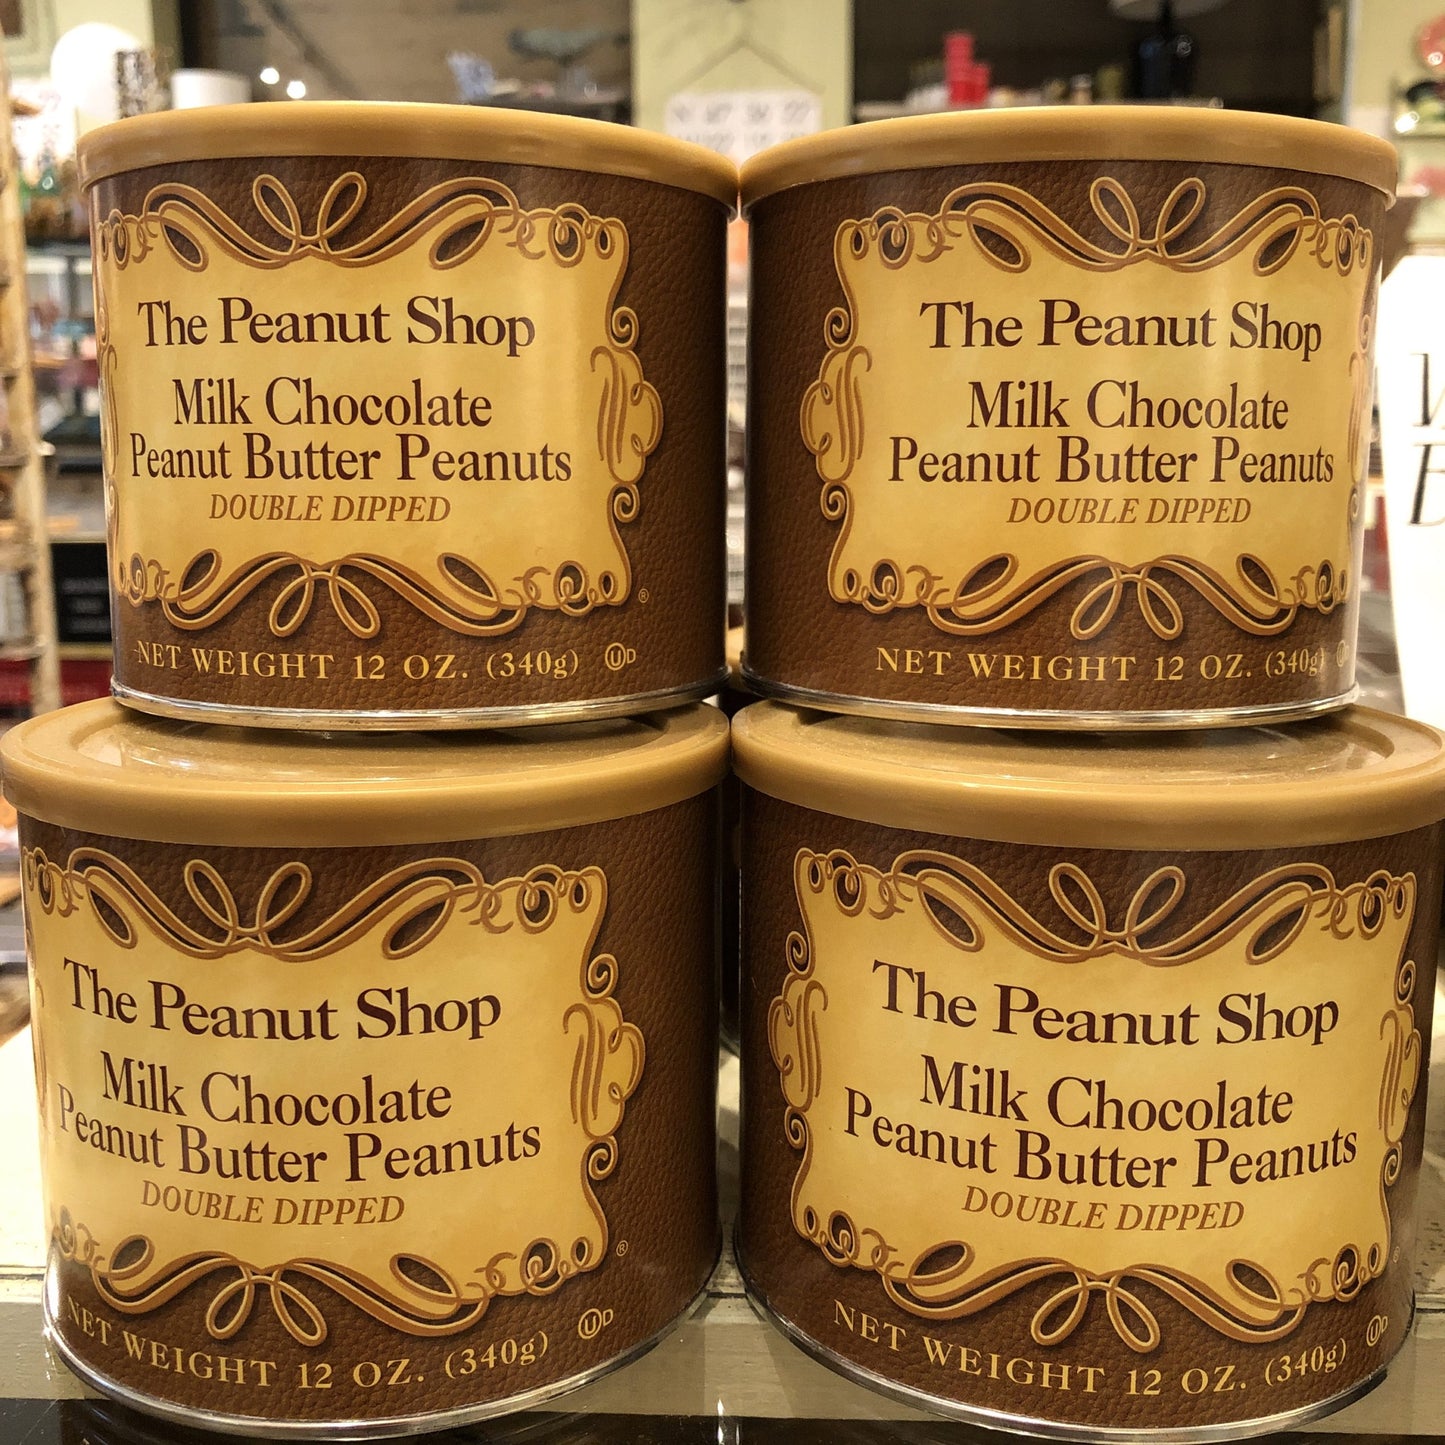 The Peanut Shop
Milk Chocolate
Peanut Butter Peanuts
DOUBLE DIPPED
NET WEIGHT 12 OZ. (340g) UD
®
The Peanut Shop
Milk Chocolate
Peanut Butter Peanuts
DOUBLE DIPPED
NET WEIGHT 12 OZ. (340g)
The Peanut Shop
Milk Chocolate
Peanut Butter Peanuts
DOUBLE DIPPED
®
NET WEIGHT 12 OZ. (340g) UD
The Peanut Shop
Milk Chocolate
Peanut Butter Peanuts
DOUBLE DIPPED
NET WEIGHT 12 OZ. (340g) UD